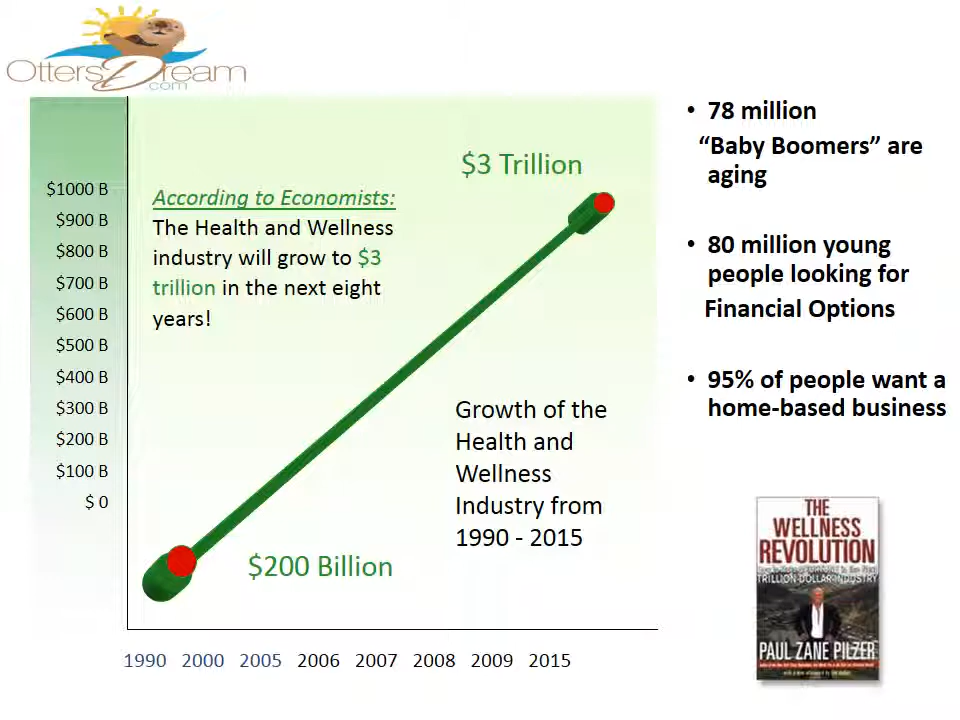 OttersDream
.com
$3 Trillion
$1000 B
$900 B
$800 B
$700 B
$600 B
$500 B
$400 B
$300 B
$200 B
$100 B
$ 0
According to Economists:
The Health and Wellness
industry will grow to $3
trillion in the next eight
years!
Growth of the
Health and
Wellness
Industry from
1990 - 2015
$200 Billion
1990 2000 2005 2006 2007 2008 2009 2015
• 78 million
“Baby Boomers” are
aging
• 80 million young
people looking for
Financial Options
• 95% of people want a
home-based business
THE
WELLNESS
REVOLUTION
TRILLION-DOLLAR INDUSTRY
PAUL ZANE PILZER